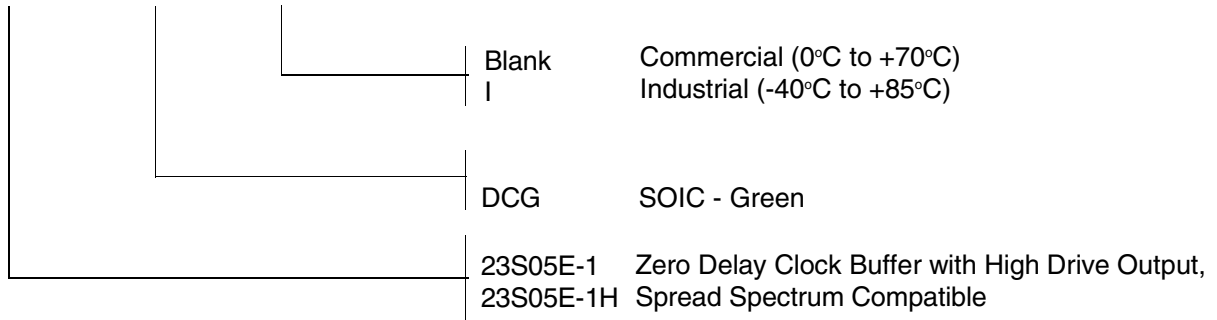 Blank Commercial (0°C to +70°C)
I Industrial (-40°C to +85°C)
DCG SOIC - Green
23S05E-1 Zero Delay Clock Buffer with High Drive Output,
23S05E-1H Spread Spectrum Compatible